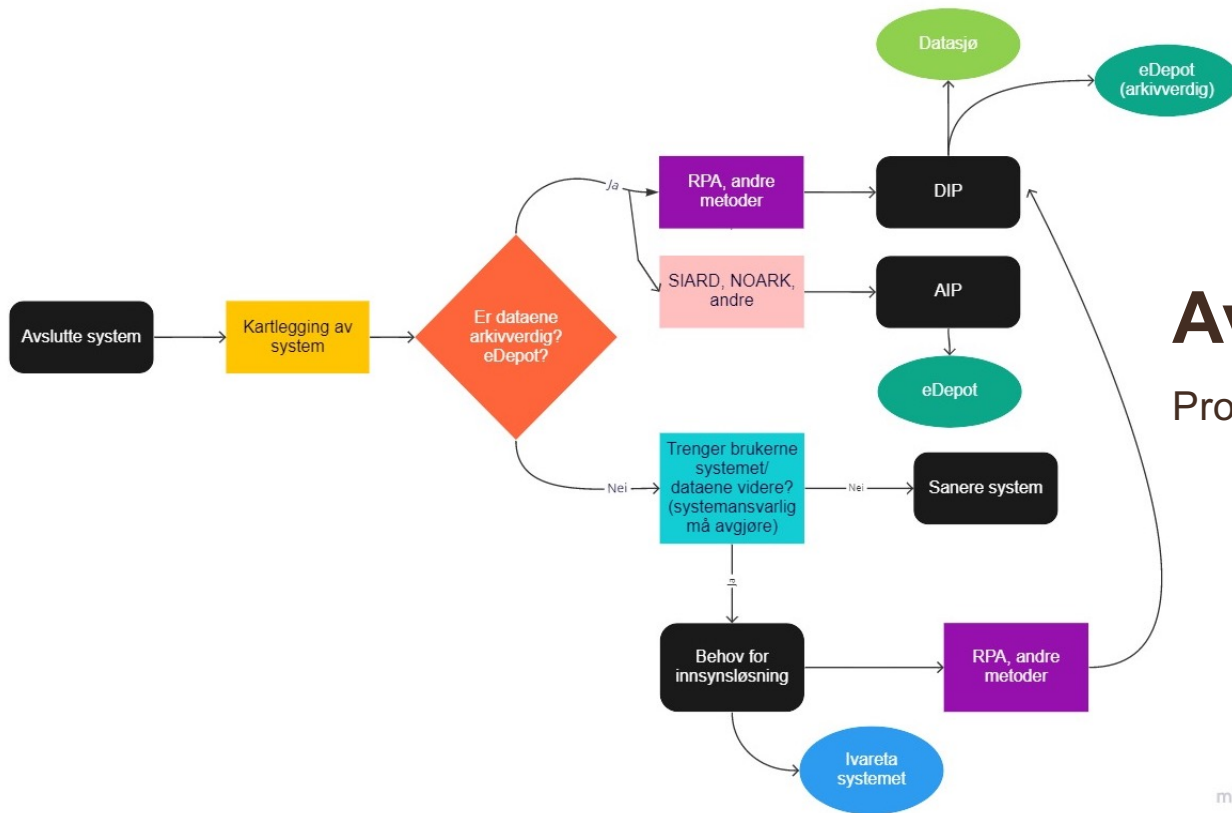 Datasjø
eDepot
(arkivverdig)
Ja
RPA, andre
metoder
DIP
SIARD, NOARK,
andre
AIP
Avslutte system
Kartlegging av
system
Er dataene
arkivverdig?
eDepot?
eDepot
Av
Pro
Nei
Trenger brukerne
systemet/
dataene videre?
(systemansvarlig
må avgjøre)
Nei
Sanere system
Behov for
innsynsløsning
RPA, andre
metoder
Ivareta
systemet
m